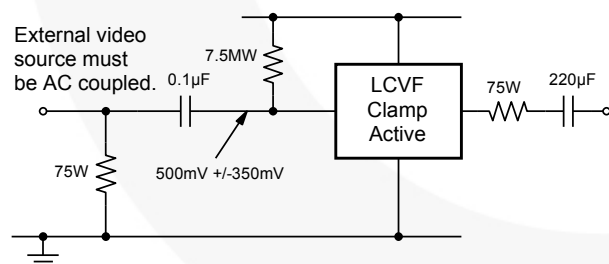 External video
source must
be AC coupled.
7.5MW
0.1µF
LCVF
Clamp
Active
75W
220µF
75W
500mV +/-350mV